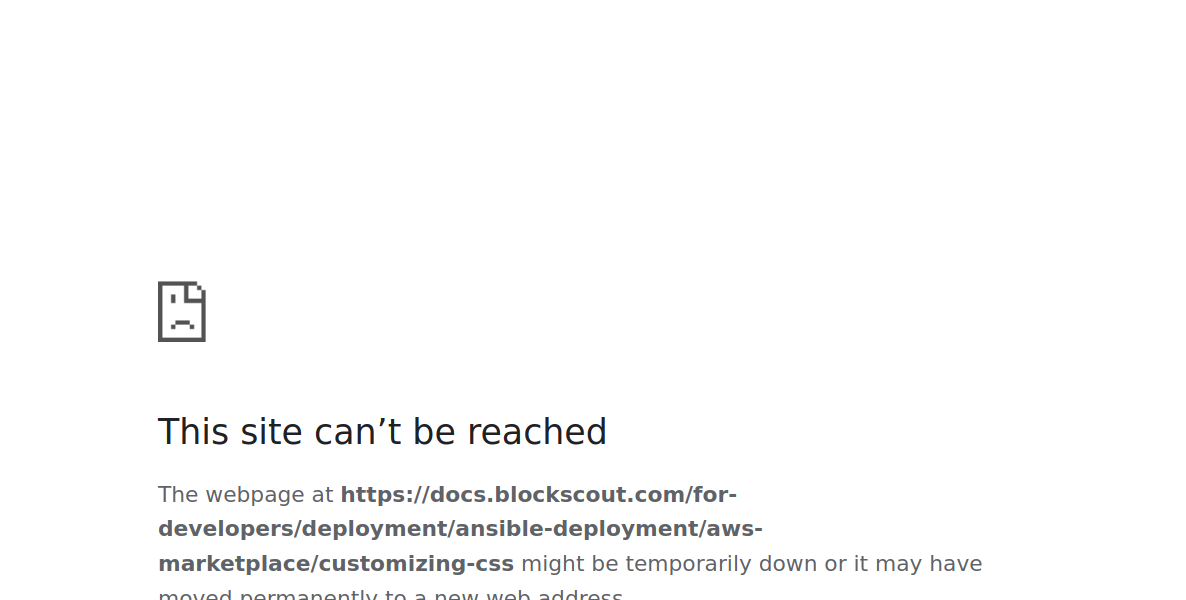 This site can’t be reached
The webpage at https://docs.blockscout.com/for-
developers/deployment/ansible-deployment/aws-
marketplace/customizing-css might be temporarily down or it may have
moved permanently to a new web address.